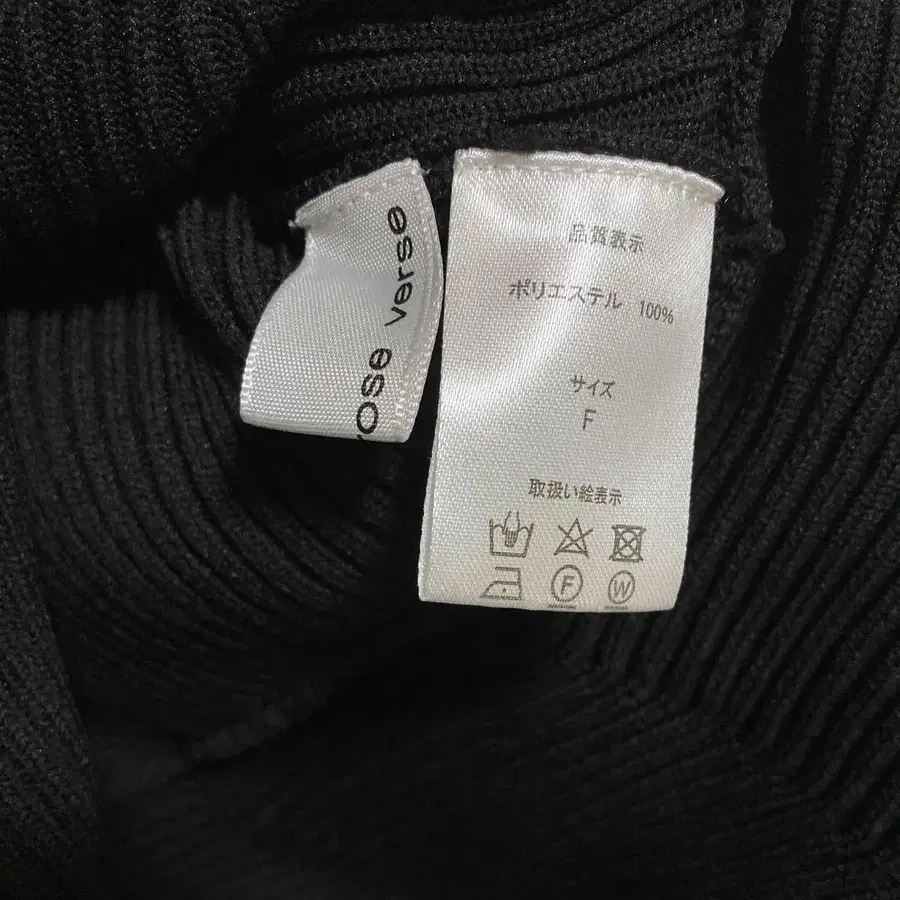 rose verse
品質表示
ポリエステル 100%
サイズ
F
取扱い絵表示
F
W